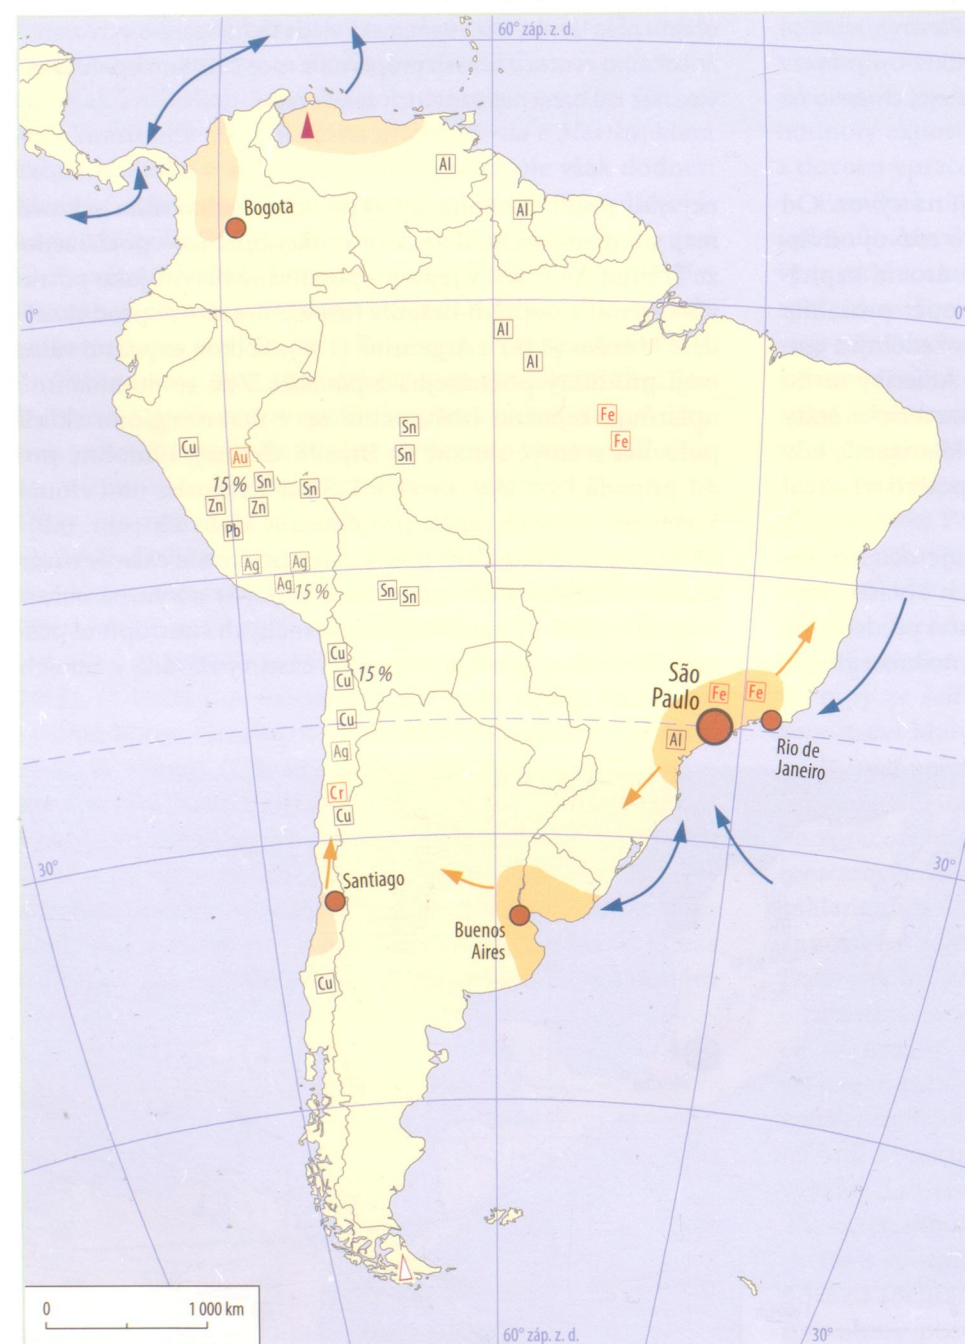 60° záp. z. d.
Al
Al
Bogota
0°
0°
Al
Al
Fe
Sn
Fe
Cu
Sn
Au
15 %
Sn
Sn
Zn
Zn
Pb
Ag
Ag
Ag
15 %
Sn
Sn
Cu
Cu
15 %
São
Paulo
Fe
Fe
Cu
Al
Rio de
Janeiro
Ag
Cr
Cu
30°
30°
Santiago
Buenos
Aires
Cu
0
1 000 km
60° záp. z. d.
30°